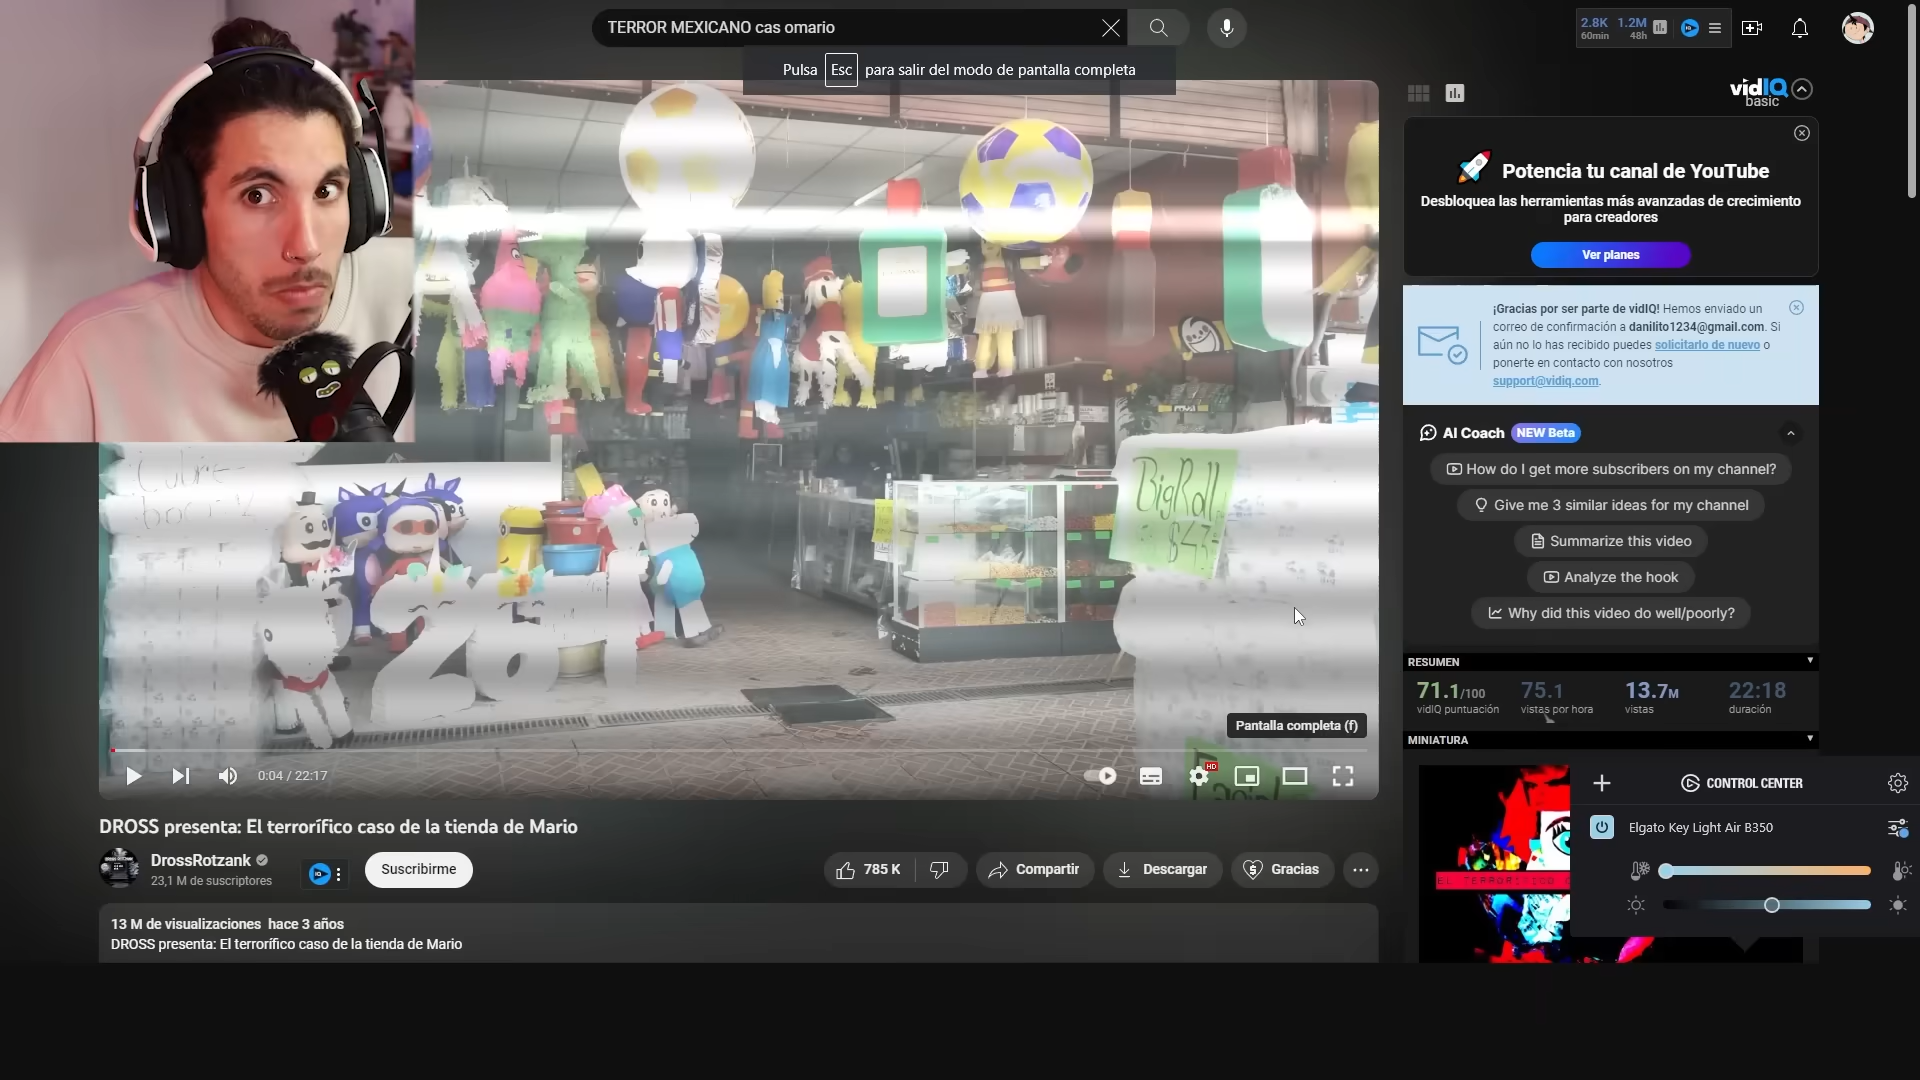 TERROR MEXICANO cas omario
Pulsa Esc para salir del modo de pantalla completa
2.8K 1.2M
60min 48h
vidIQ
basic
Potencia tu canal de YouTube
Desbloquea las herramientas más avanzadas de crecimiento
para creadores
Ver planes
¡Gracias por ser parte de vidIQ! Hemos enviado un
correo de confirmación a danilito1234@gmail.com. Si
aún no lo has recibido puedes solicitarlo de nuevo o
ponerte en contacto con nosotros
support@vidiq.com.
AI Coach NEW Beta
How do I get more subscribers on my channel?
Give me 3 similar ideas for my channel
Summarize this video
Analyze the hook
Why did this video do well/poorly?
RESUMEN
71.1/100 75.1 13.7M 22:18
vidIQ puntuación vistas por hora vistas duración
MINIATURA
CONTROL CENTER
Elgato Key Light Air B350
Cubre-
bocas
26
BigRoll
Pantalla completa (f)
0:04 / 22:17
HD
DROSS presenta: El terrorífico caso de la tienda de Mario
DrossRotzank
23,1 M de suscriptores
Suscribirme
785 K
Compartir
Descargar
Gracias
13 M de visualizaciones hace 3 años
DROSS presenta: El terrorífico caso de la tienda de Mario